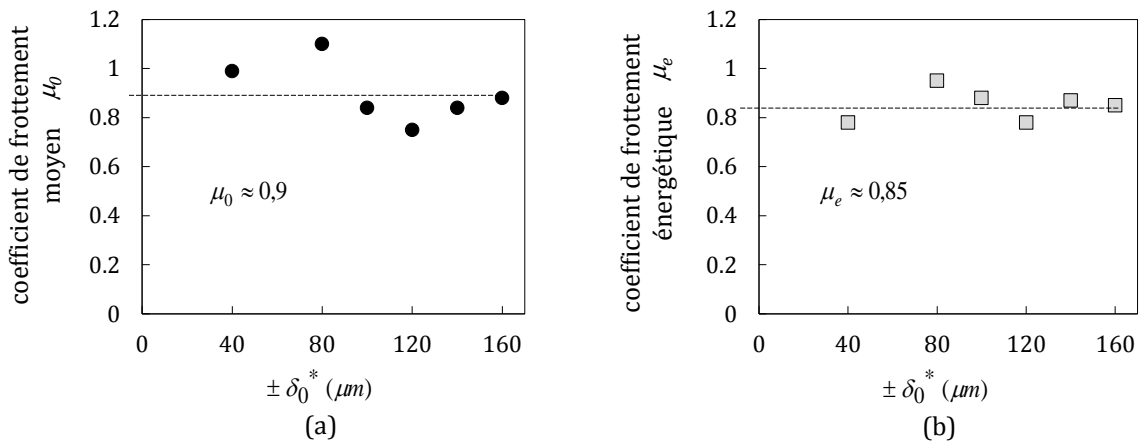 coefficient de frottement
moyen μ0
1.2
1
0.8
0.6
0.4
0.2
0
μ0 ≈ 0,9
0 40 80 120 160
± δ0* (μm)
(a)
coefficient de frottement
énergétique μe
1.2
1
0.8
0.6
0.4
0.2
0
μe ≈ 0,85
0 40 80 120 160
± δ0* (μm)
(b)